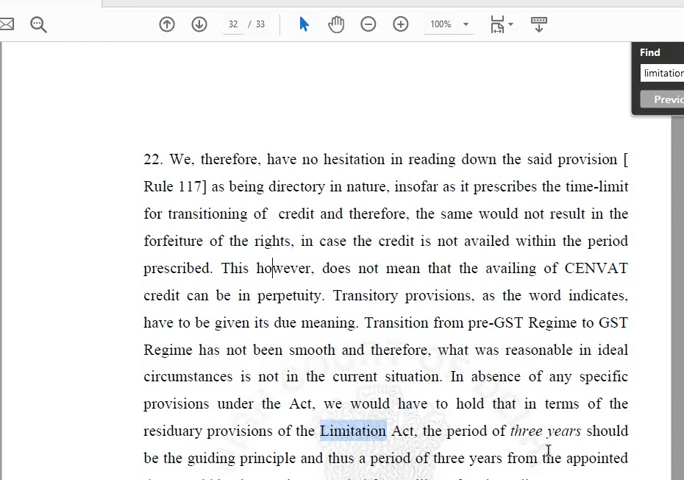 32 / 33
100%
Find
limitation
Previo
22. We, therefore, have no hesitation in reading down the said provision [
Rule 117] as being directory in nature, insofar as it prescribes the time-limit
for transitioning of credit and therefore, the same would not result in the
forfeiture of the rights, in case the credit is not availed within the period
prescribed. This however, does not mean that the availing of CENVAT
credit can be in perpetuity. Transitory provisions, as the word indicates,
have to be given its due meaning. Transition from pre-GST Regime to GST
Regime has not been smooth and therefore, what was reasonable in ideal
circumstances is not in the current situation. In absence of any specific
provisions under the Act, we would have to hold that in terms of the
residuary provisions of the Limitation Act, the period of three years should
be the guiding principle and thus a period of three years from the appointed